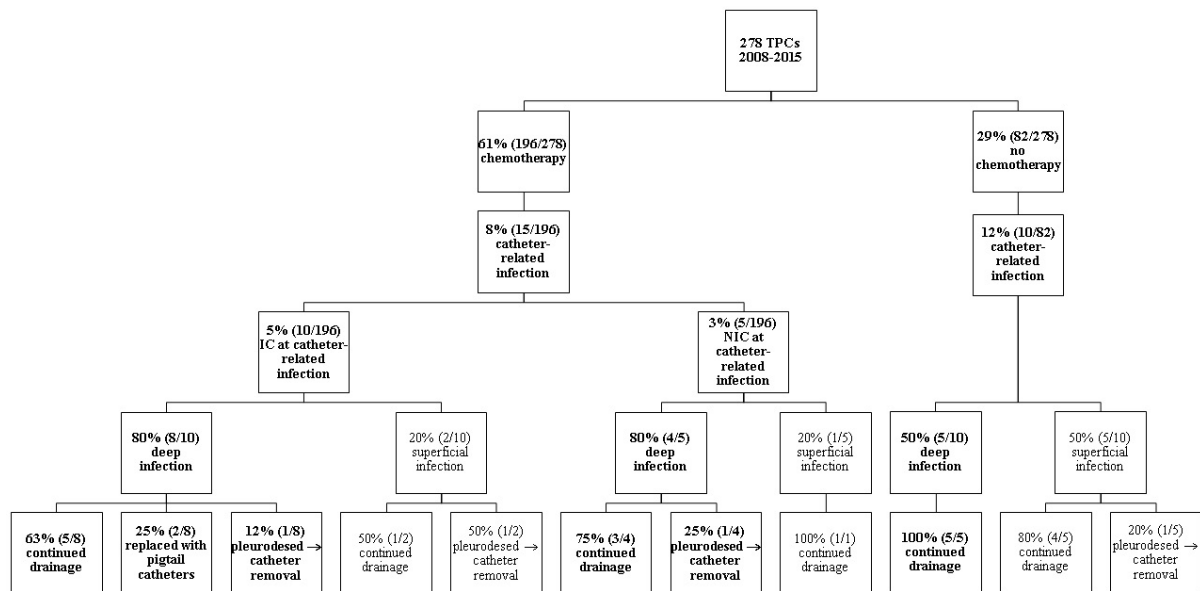 278 TPCs
2008-2015
61% (196/278)
chemotherapy
29% (82/278)
no
chemotherapy
8% (15/196)
catheter-
related
infection
12% (10/82)
catheter-
related
infection
5% (10/196)
IC at catheter-
related
infection
3% (5/196)
NIC at
catheter-
related
infection
80% (8/10)
deep
infection
20% (2/10)
superficial
infection
80% (4/5)
deep
infection
20% (1/5)
superficial
infection
50% (5/10)
deep
infection
50% (5/10)
superficial
infection
63% (5/8)
continued
drainage
25% (2/8)
replaced with
pigtail
catheters
12% (1/8)
pleurodesed →
catheter
removal
50% (1/2)
continued
drainage
50% (1/2)
pleurodesed →
catheter
removal
75% (3/4)
continued
drainage
25% (1/4)
pleurodesed →
catheter
removal
100% (1/1)
continued
drainage
100% (5/5)
continued
drainage
80% (4/5)
continued
drainage
20% (1/5)
pleurodesed →
catheter
removal